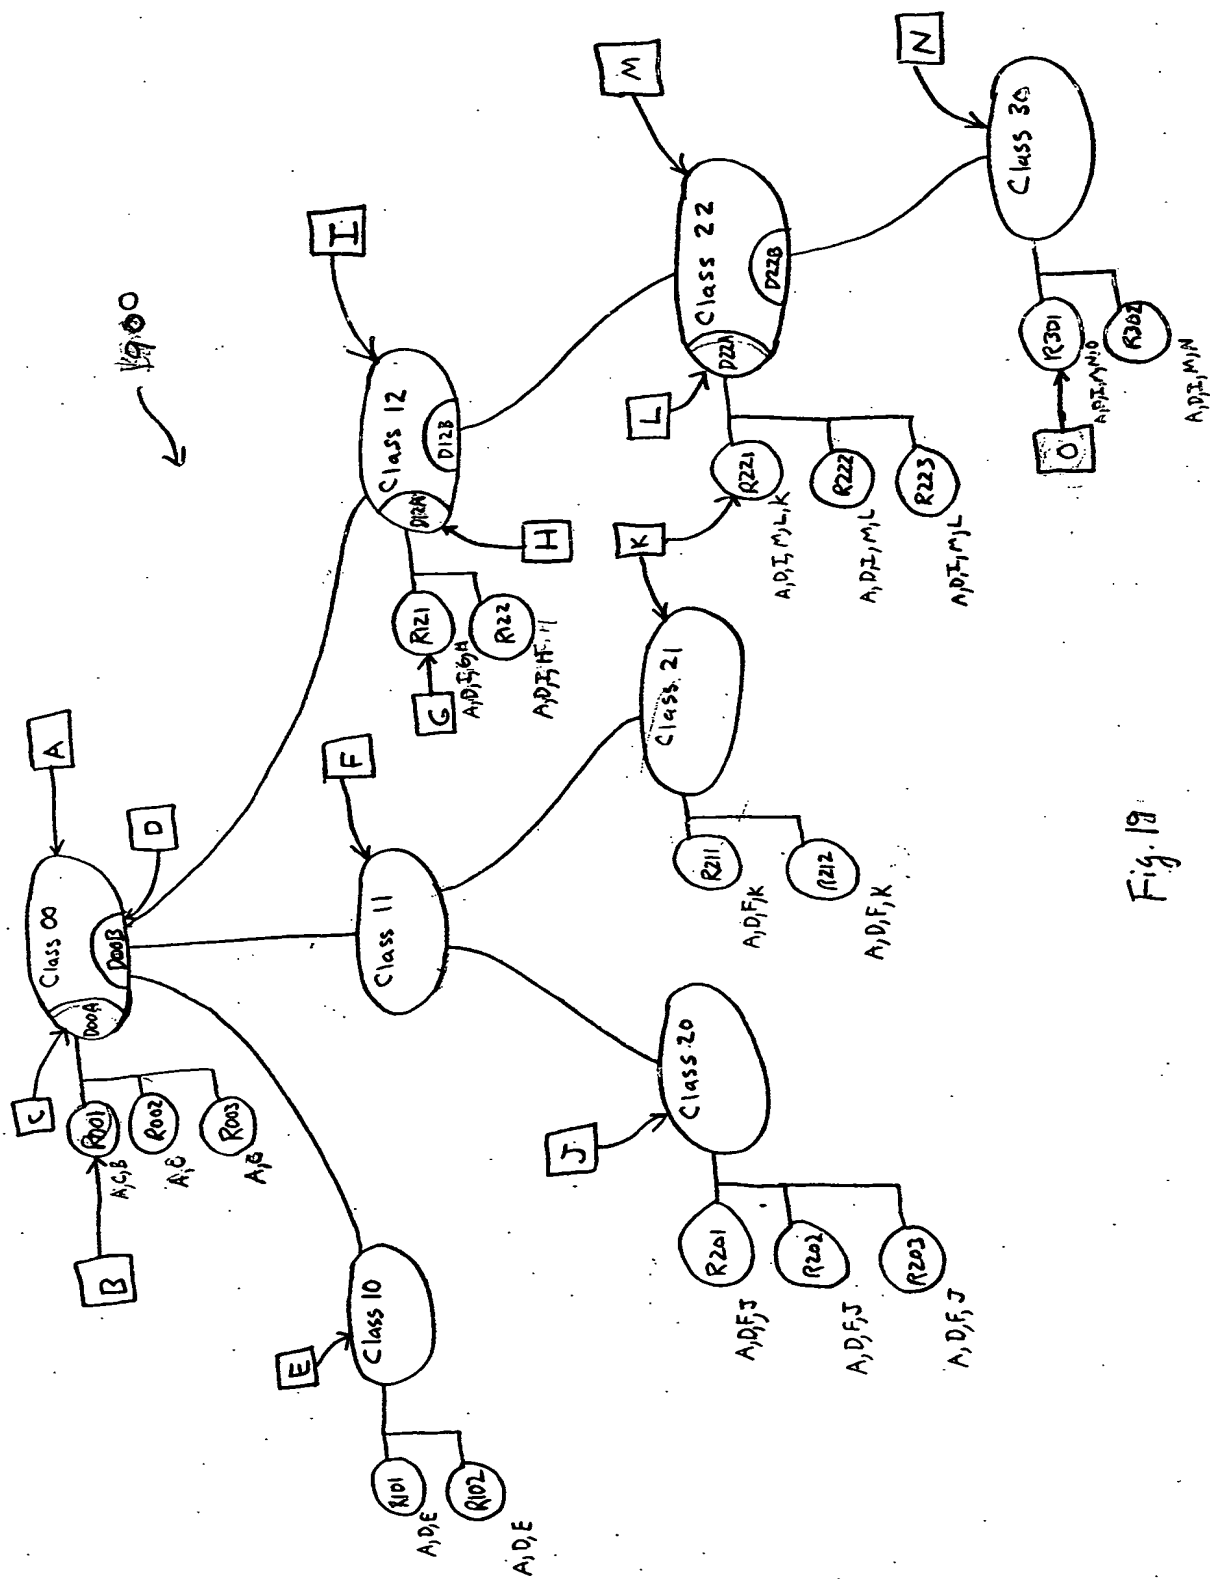 1900
A
Class 00
D00A
D00B
C
D
R001
A,C,B
R002
A,C
R003
B
E
Class 10
R101
A,D,E
R102
A,D,E
F
Class 11
I
Class 12
D12A
D12B
H
R121
A,D,I,G,H
R122
G
J
Class 20
R201
A,D,F,J
R202
A,D,F,J
R203
A,D,F,J
K
Class 21
R211
A,D,F,K
R212
A,D,F,K
M
Class 22
D22A
D22B
L
R221
A,D,I,M,L,K
R222
A,D,I,M,L
R223
A,D,I,M,L
N
Class 30
R301
A,D,I,M,N,O
R302
A,D,I,M,N
O
Fig. 19